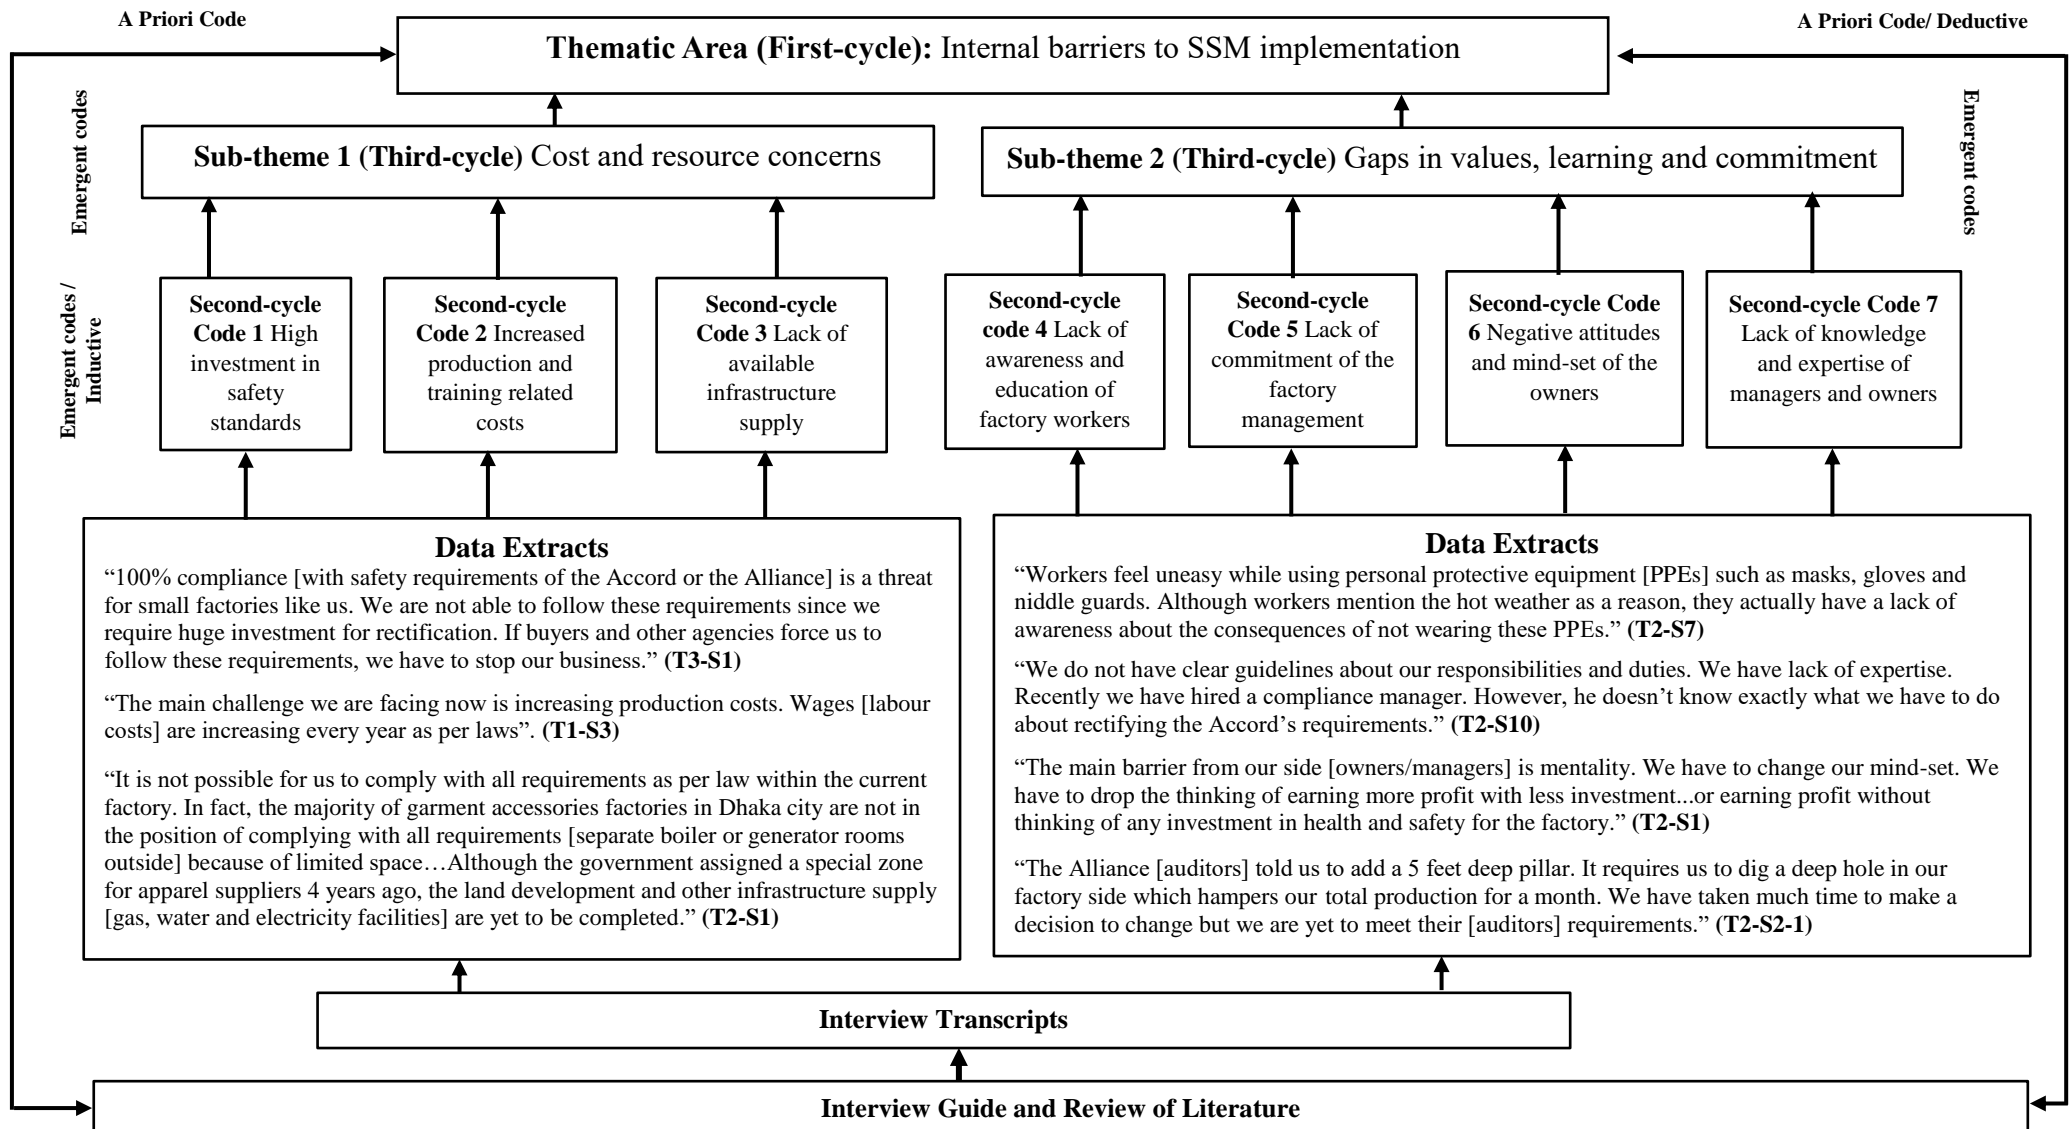 A Priori Code
A Priori Code/ Deductive
Thematic Area (First-cycle): Internal barriers to SSM implementation
Emergent codes
Emergent codes
Sub-theme 1 (Third-cycle) Cost and resource concerns
Sub-theme 2 (Third-cycle) Gaps in values, learning and commitment
Emergent codes /
Inductive
Second-cycle
Code 1 High
investment in
safety
standards
Second-cycle
Code 2 Increased
production and
training related
costs
Second-cycle
Code 3 Lack of
available
infrastructure
supply
Second-cycle
code 4 Lack of
awareness and
education of
factory workers
Second-cycle
Code 5 Lack of
commitment of the
factory
management
Second-cycle Code
6 Negative attitudes
and mind-set of the
owners
Second-cycle Code 7
Lack of knowledge
and expertise of
managers and owners
Data Extracts
“100% compliance [with safety requirements of the Accord or the Alliance] is a threat
for small factories like us. We are not able to follow these requirements since we
require huge investment for rectification. If buyers and other agencies force us to
follow these requirements, we have to stop our business.” (T3-S1)
“The main challenge we are facing now is increasing production costs. Wages [labour
costs] are increasing every year as per laws”. (T1-S3)
“It is not possible for us to comply with all requirements as per law within the current
factory. In fact, the majority of garment accessories factories in Dhaka city are not in
the position of complying with all requirements [separate boiler or generator rooms
outside] because of limited space…Although the government assigned a special zone
for apparel suppliers 4 years ago, the land development and other infrastructure supply
[gas, water and electricity facilities] are yet to be completed.” (T2-S1)
Data Extracts
“Workers feel uneasy while using personal protective equipment [PPEs] such as masks, gloves and
niddle guards. Although workers mention the hot weather as a reason, they actually have a lack of
awareness about the consequences of not wearing these PPEs.” (T2-S7)
“We do not have clear guidelines about our responsibilities and duties. We have lack of expertise.
Recently we have hired a compliance manager. However, he doesn’t know exactly what we have to do
about rectifying the Accord’s requirements.” (T2-S10)
“The main barrier from our side [owners/managers] is mentality. We have to change our mind-set. We
have to drop the thinking of earning more profit with less investment...or earning profit without
thinking of any investment in health and safety for the factory.” (T2-S1)
“The Alliance [auditors] told us to add a 5 feet deep pillar. It requires us to dig a deep hole in our
factory side which hampers our total production for a month. We have taken much time to make a
decision to change but we are yet to meet their [auditors] requirements.” (T2-S2-1)
Interview Transcripts
Interview Guide and Review of Literature